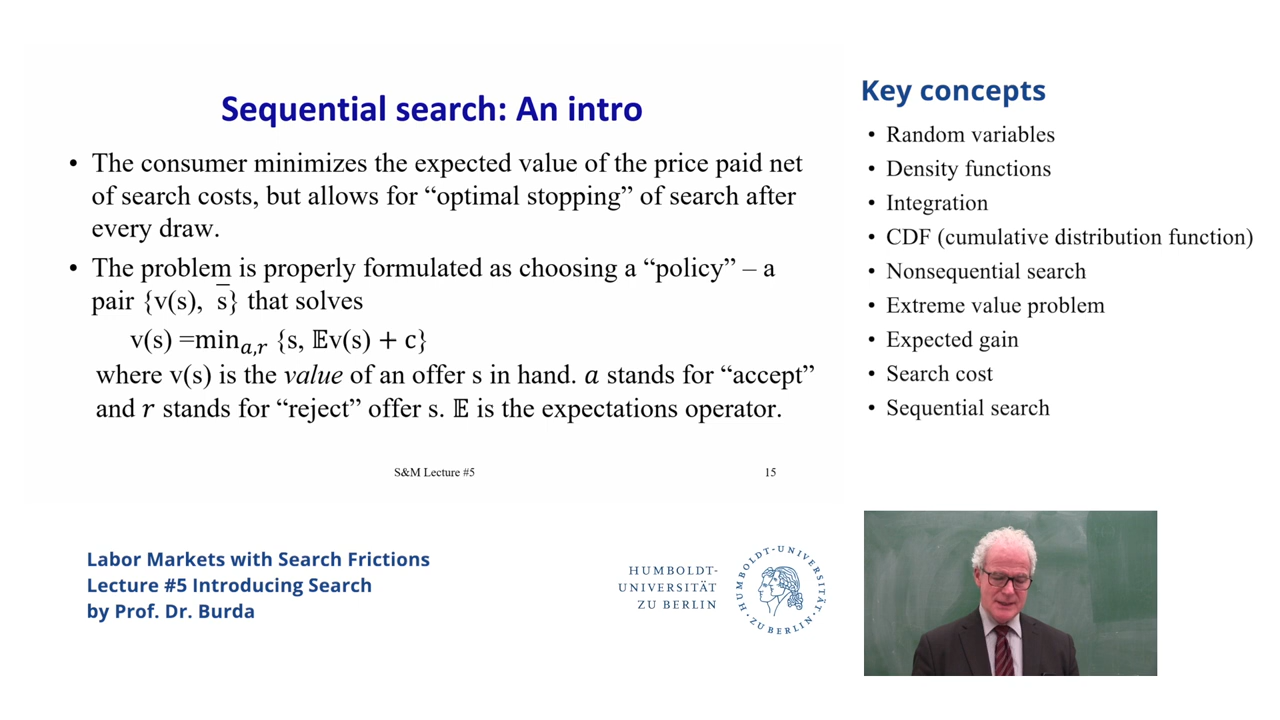 Sequential search: An intro
• The consumer minimizes the expected value of the price paid net
of search costs, but allows for “optimal stopping” of search after
every draw.
• The problem is properly formulated as choosing a “policy” – a
pair {v(s), s̅} that solves
v(s) =min𝑎,𝑟 {s, 𝔼v(s) + c}
where v(s) is the value of an offer s in hand. 𝑎 stands for “accept”
and 𝑟 stands for “reject” offer s. 𝔼 is the expectations operator.
S&M Lecture #5
15
Key concepts
• Random variables
• Density functions
• Integration
• CDF (cumulative distribution function)
• Nonsequential search
• Extreme value problem
• Expected gain
• Search cost
• Sequential search
Labor Markets with Search Frictions
Lecture #5 Introducing Search
by Prof. Dr. Burda
HUMBOLDT-
UNIVERSITÄT
ZU BERLIN
HUMBOLDT-UNIVERSITÄT
ZU BERLIN